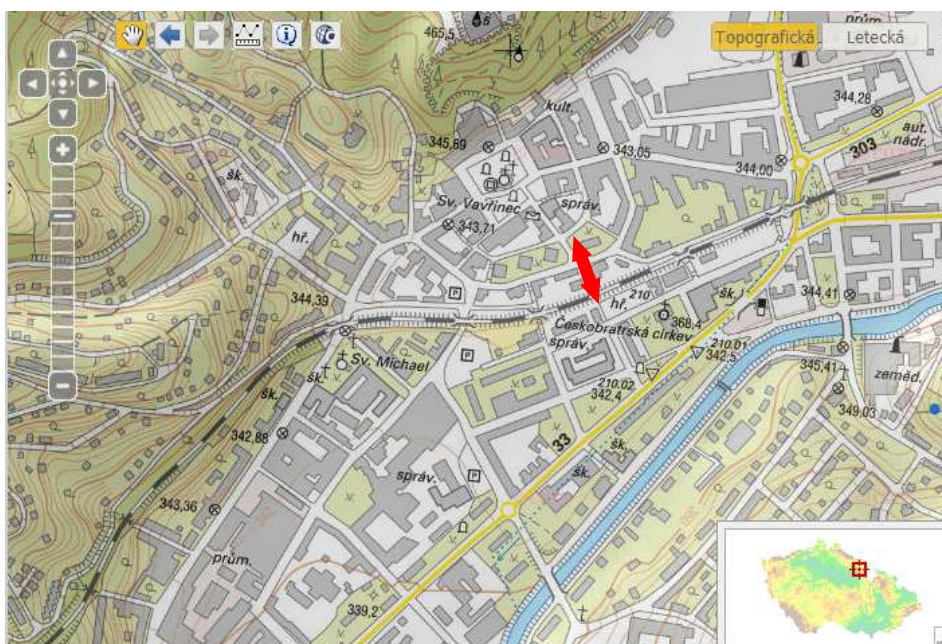 465,5
5
Topografická
Letecká
prům.
344,28
kult.
aut.
nádr.
303
345,69
343,05
344,00
šk.
Sv. Vavřinec
správ.
343,71
hř.
344,39
210
hř.
šk.
344,41
368,4
Českobratrská církev
správ.
210.01
342,5
Sv. Michael
šk.
345,41
zeměd.
šk.
210.02
342,4
349,03
342,88
33
šk.
šk.
správ.
343,36
prům.
339,2
P
P
P